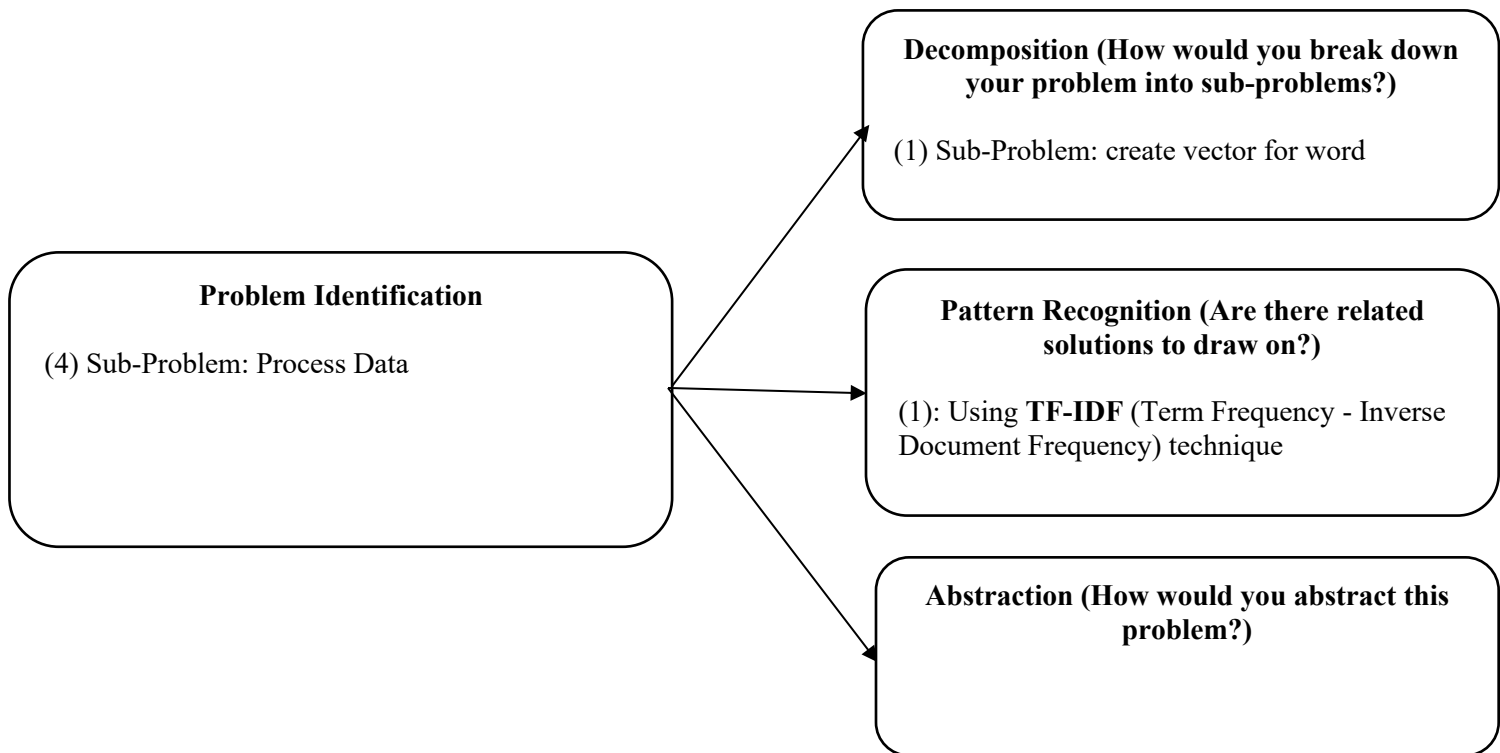 Problem Identification
(4) Sub-Problem: Process Data
Decomposition (How would you break down
your problem into sub-problems?)
(1) Sub-Problem: create vector for word
Pattern Recognition (Are there related
solutions to draw on?)
(1): Using TF-IDF (Term Frequency - Inverse
Document Frequency) technique
Abstraction (How would you abstract this
problem?)